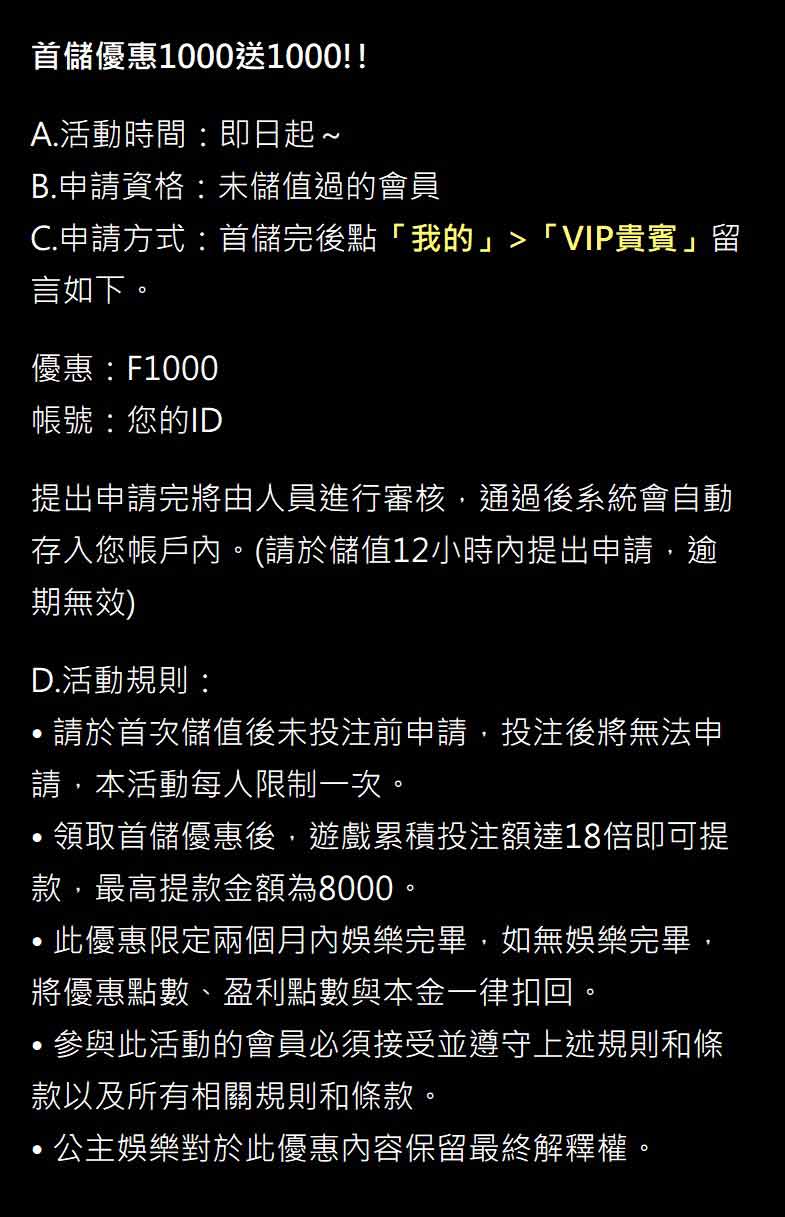 首儲優惠1000送1000!!
A.活動時間：即日起~
B.申請資格：未儲值過的會員
C.申請方式：首儲完後點「我的」>「VIP貴賓」留
言如下。
優惠：F1000
帳號：您的ID
提出申請完將由人員進行審核，通過後系統會自動
存入您帳戶內。(請於儲值12小時內提出申請，逾
期無效)
D.活動規則：
• 請於首次儲值後未投注前申請，投注後將無法申
請，本活動每人限制一次。
• 領取首儲優惠後，遊戲累積投注額達18倍即可提
款，最高提款金額為8000。
• 此優惠限定兩個月內娛樂完畢，如無娛樂完畢，
將優惠點數、盈利點數與本金一律扣回。
• 參與此活動的會員必須接受並遵守上述規則和條
款以及所有相關規則和條款。
• 公主娛樂對於此優惠內容保留最終解釋權。